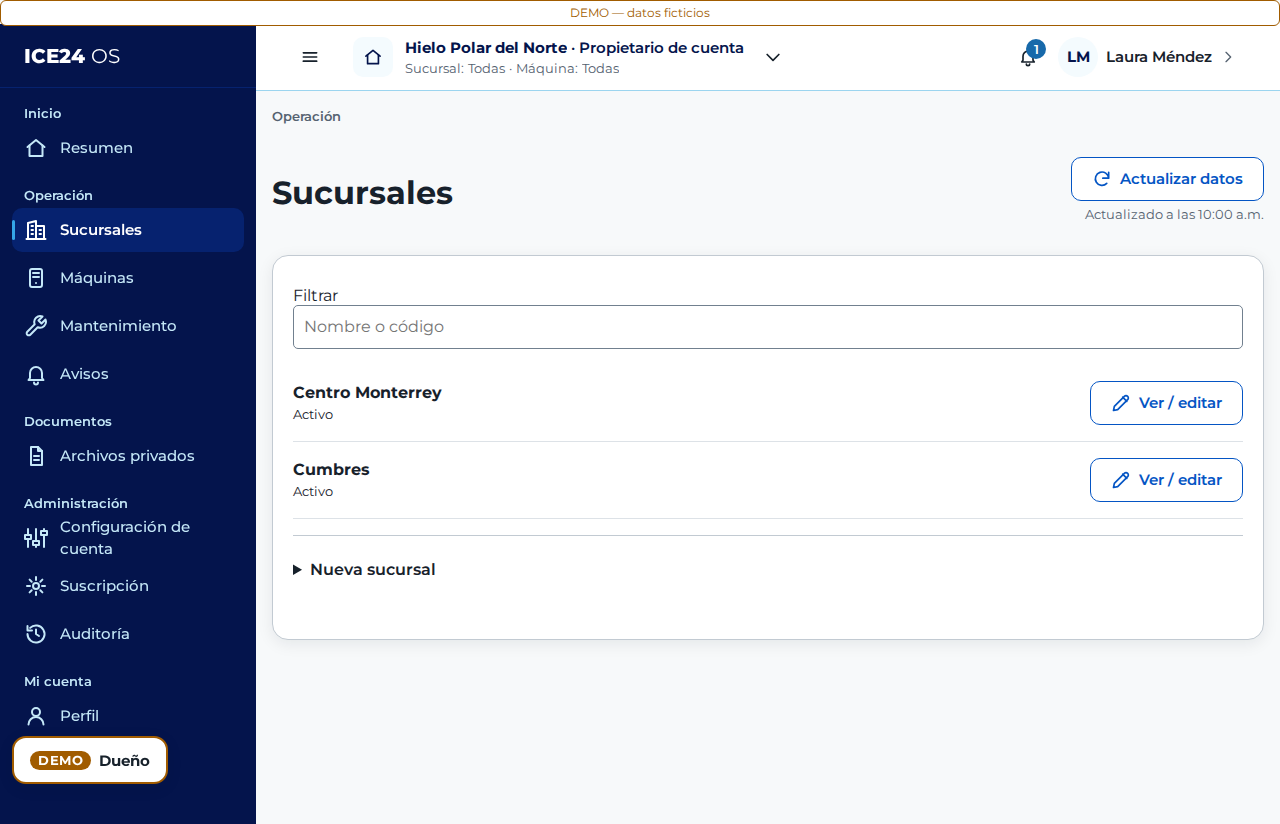 DEMO — datos ficticios
ICE24 OS
Hielo Polar del Norte · Propietario de cuenta
Sucursal: Todas · Máquina: Todas
1
LM
Laura Méndez
Inicio
Resumen
Operación
Sucursales
Máquinas
Mantenimiento
Avisos
Documentos
Archivos privados
Administración
Configuración de
cuenta
Suscripción
Auditoría
Mi cuenta
Perfil
DEMO Dueño
Operación
Sucursales
Actualizar datos
Actualizado a las 10:00 a.m.
Filtrar
Nombre o código
Centro Monterrey
Activo
Ver / editar
Cumbres
Activo
Ver / editar
Nueva sucursal